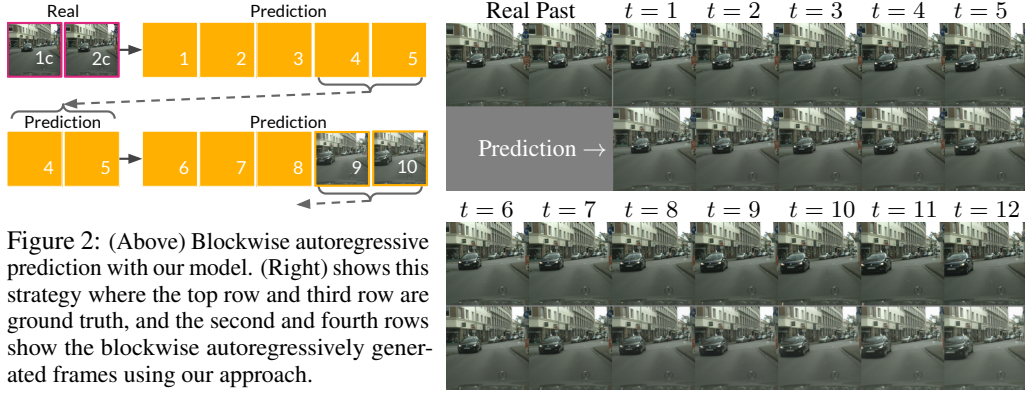 Real Prediction
1c 2c 1 2 3 4 5
Prediction Prediction
4 5 6 7 8 9 10
Figure 2: (Above) Blockwise autoregressive
prediction with our model. (Right) shows this
strategy where the top row and third row are
ground truth, and the second and fourth rows
show the blockwise autoregressively gener-
ated frames using our approach.
Real Past t = 1 t = 2 t = 3 t = 4 t = 5
Prediction →
t = 6 t = 7 t = 8 t = 9 t = 10 t = 11 t = 12